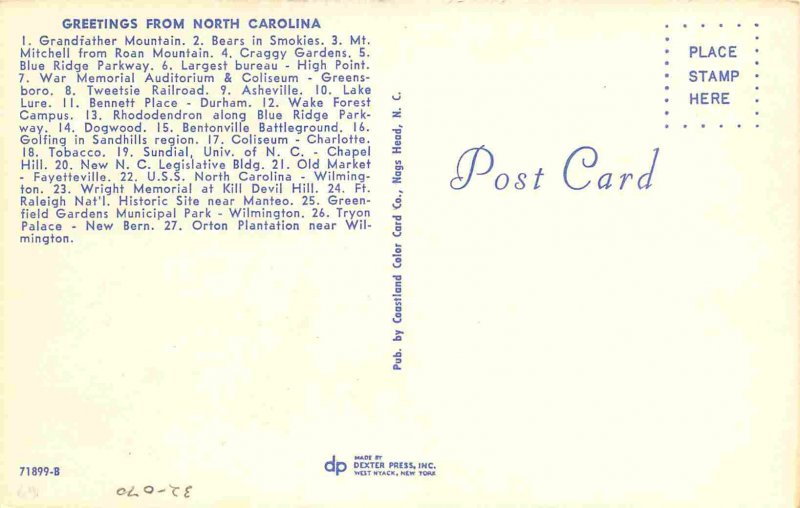 GREETINGS FROM NORTH CAROLINA
1. Grandfather Mountain. 2. Bears in Smokies. 3. Mt.
Mitchell from Roan Mountain. 4. Craggy Gardens. 5.
Blue Ridge Parkway. 6. Largest bureau - High Point.
7. War Memorial Auditorium & Coliseum - Greens-
boro. 8. Tweetsie Railroad. 9. Asheville. 10. Lake
Lure. 11. Bennett Place - Durham. 12. Wake Forest
Campus. 13. Rhododendron along Blue Ridge Park-
way. 14. Dogwood. 15. Bentonville Battleground. 16.
Golfing in Sandhills region. 17. Coliseum - Charlotte.
18. Tobacco. 19. Sundial, Univ. of N. C. - Chapel
Hill. 20. New N. C. Legislative Bldg. 21. Old Market
- Fayetteville. 22. U.S.S. North Carolina - Wilming-
ton. 23. Wright Memorial at Kill Devil Hill. 24. Ft.
Raleigh Nat'l. Historic Site near Manteo. 25. Green-
field Gardens Municipal Park - Wilmington. 26. Tryon
Palace - New Bern. 27. Orton Plantation near Wil-
mington.
71899-B
Pub. by Coastland Color Card Co., Nags Head, N. C.
dp
MADE BY
DEXTER PRESS, INC.
WEST NYACK, NEW YORK
PLACE
STAMP
HERE
Post Card